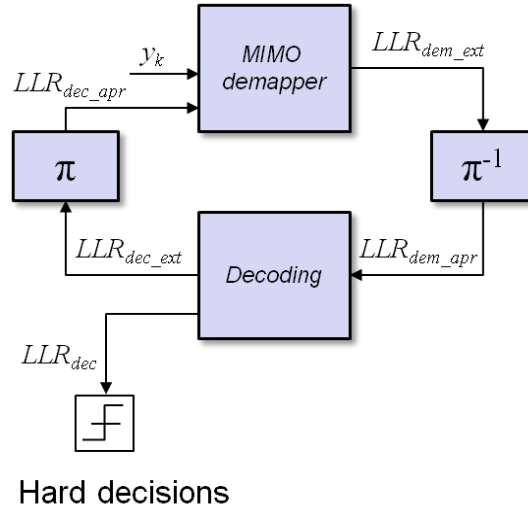 y_k
MIMO
demapper
LLR_dem_ext
LLR_dec_apr
π
π⁻¹
LLR_dec_ext
Decoding
LLR_dem_apr
LLR_dec
Hard decisions